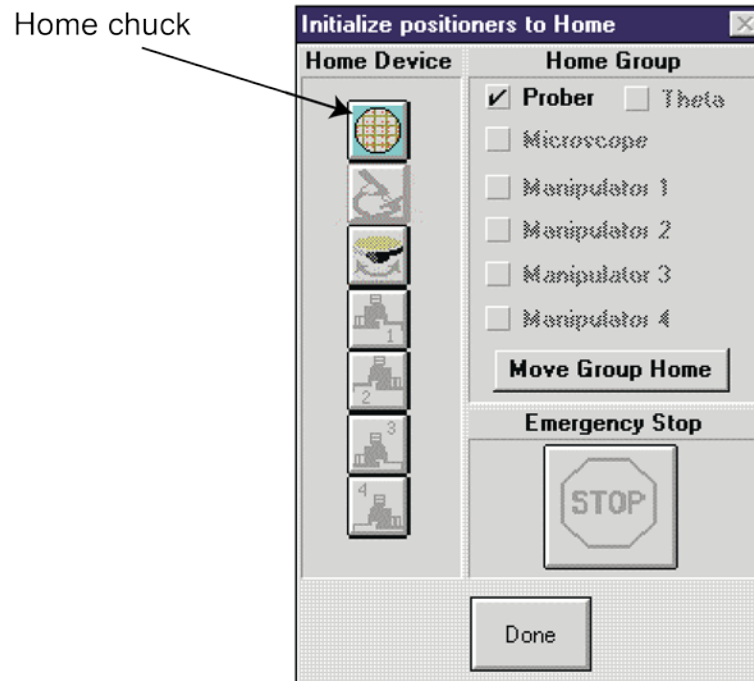 Home chuck
Initialize positioners to Home
Home Device
Home Group
Prober
Theta
Microscope
Manipulator 1
Manipulator 2
Manipulator 3
Manipulator 4
1
2
3
4
Move Group Home
Emergency Stop
STOP
Done